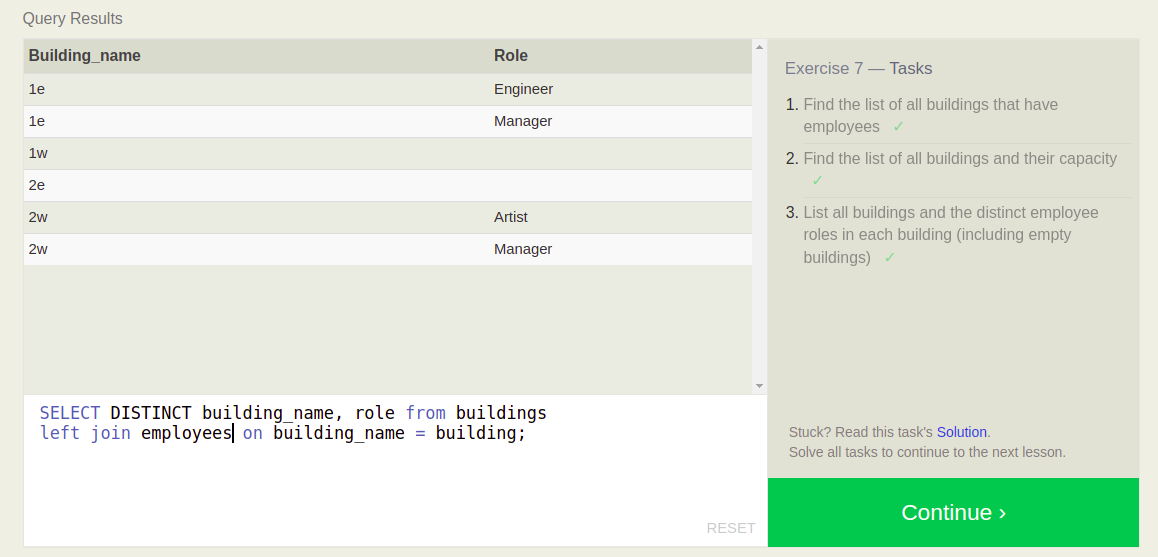 Query Results
Building_name Role
1e Engineer
1e Manager
1w
2e
2w Artist
2w Manager
SELECT DISTINCT building_name, role from buildings
left join employees on building_name = building;
RESET
Exercise 7 — Tasks
1. Find the list of all buildings that have
employees ✓
2. Find the list of all buildings and their capacity
✓
3. List all buildings and the distinct employee
roles in each building (including empty
buildings) ✓
Stuck? Read this task's Solution.
Solve all tasks to continue to the next lesson.
Continue ›